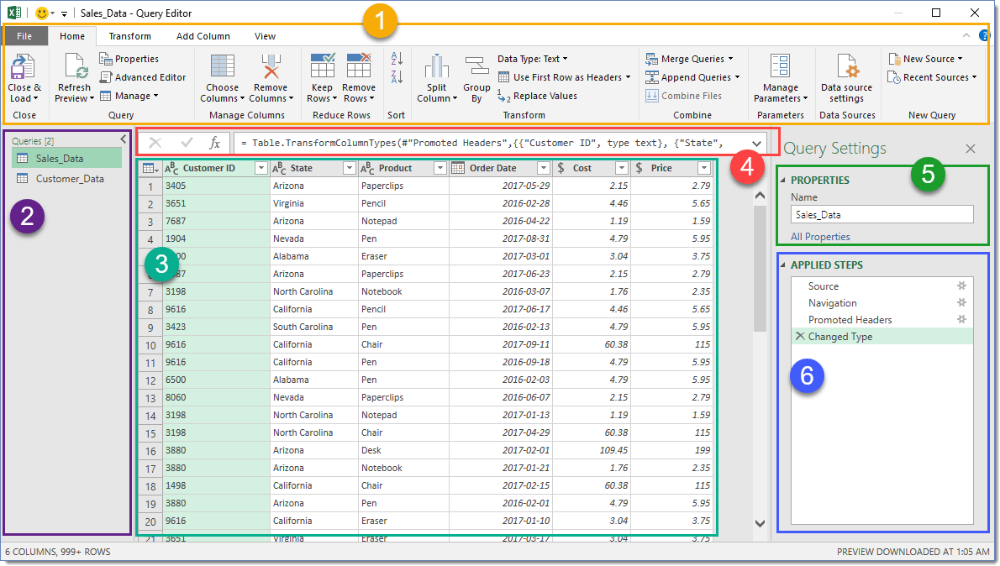 Sales_Data - Query Editor
1
File Home Transform Add Column View
Close & Load
Close
Refresh Preview
Properties
Advanced Editor
Manage
Query
Choose Columns
Remove Columns
Manage Columns
Keep Rows
Remove Rows
Reduce Rows
A Z
Z A
Sort
Split Column
Group By
Data Type: Text
Use First Row as Headers
1 2 Replace Values
Transform
Merge Queries
Append Queries
Combine Files
Combine
Manage Parameters
Parameters
Data source settings
Data Sources
New Source
Recent Sources
New Query
Queries [2]
Sales_Data
Customer_Data
2
fx = Table.TransformColumnTypes(#"Promoted Headers",{{"Customer ID", type text}, {"State",
4
ABC Customer ID ABC State ABC Product Order Date $ Cost $ Price
1 3405 Arizona Paperclips 2017-05-29 2.15 2.79
2 3651 Virginia Pencil 2016-02-28 4.46 5.65
3 7687 Arizona Notepad 2016-04-22 1.19 1.59
4 1904 Nevada Pen 2017-08-31 4.79 5.95
Alabama Eraser 2017-03-01 3.04 3.75
Arizona Paperclips 2017-06-23 2.15 2.79
3
7 3198 North Carolina Notebook 2016-03-07 1.76 2.35
8 9616 California Pencil 2017-06-17 4.46 5.65
9 3423 South Carolina Pen 2016-02-13 4.79 5.95
10 9616 California Chair 2017-09-11 60.38 115
11 9616 California Pen 2016-09-18 4.79 5.95
12 6500 Alabama Pen 2016-02-03 4.79 5.95
13 8060 Nevada Paperclips 2016-06-07 2.15 2.79
14 3198 North Carolina Notepad 2017-01-13 1.19 1.59
15 3198 North Carolina Chair 2017-04-29 60.38 115
16 3880 Arizona Desk 2017-02-01 109.45 199
17 3880 Arizona Notebook 2017-01-21 1.76 2.35
18 1498 California Chair 2017-02-15 60.38 115
19 3880 Arizona Pen 2016-02-01 4.79 5.95
20 9616 California Eraser 2017-01-10 3.04 3.75
21 3651 Virginia Eraser 2017-03-17 3.04 3.75
Query Settings
5
PROPERTIES
Name
Sales_Data
All Properties
APPLIED STEPS
Source
Navigation
Promoted Headers
Changed Type
6
6 COLUMNS, 999+ ROWS
PREVIEW DOWNLOADED AT 1:05 AM